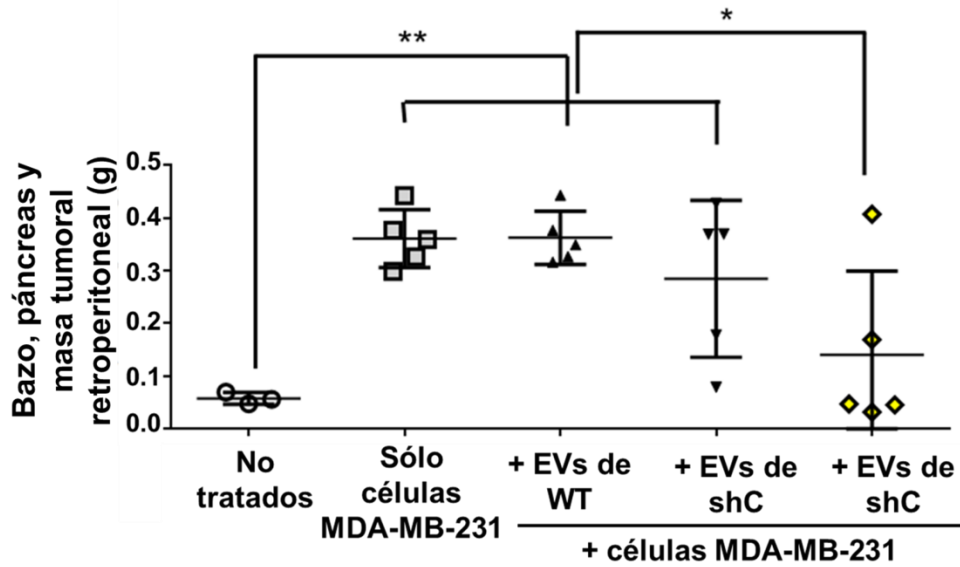 **
*
Bazo, páncreas y
masa tumoral
retroperitoneal (g)
0.5
0.4
0.3
0.2
0.1
0.0
No
tratados
Sólo
células
MDA-MB-231
+ EVs de
WT
+ EVs de
shC
+ EVs de
shC
+ células MDA-MB-231